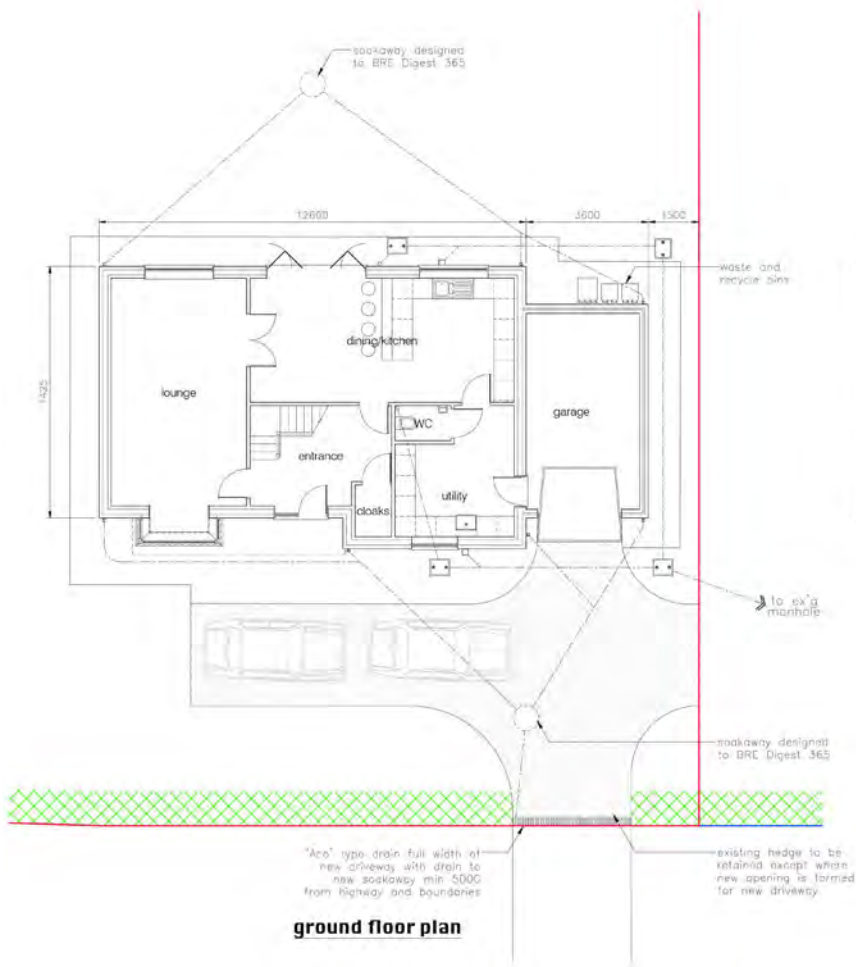 soakaway designed
to BRE Digest 365
12600
3600
1500
waste and
recycle bins
dining/kitchen
1425
lounge
garage
WC
entrance
utility
cloaks
to ex'g
manhole
soakaway designed
to BRE Digest 365
"Aco" type drain full width of
new driveway with drain to
new soakaway min 5000
from highway and boundaries
existing hedge to be
retained except where
new opening is formed
for new driveway
ground floor plan